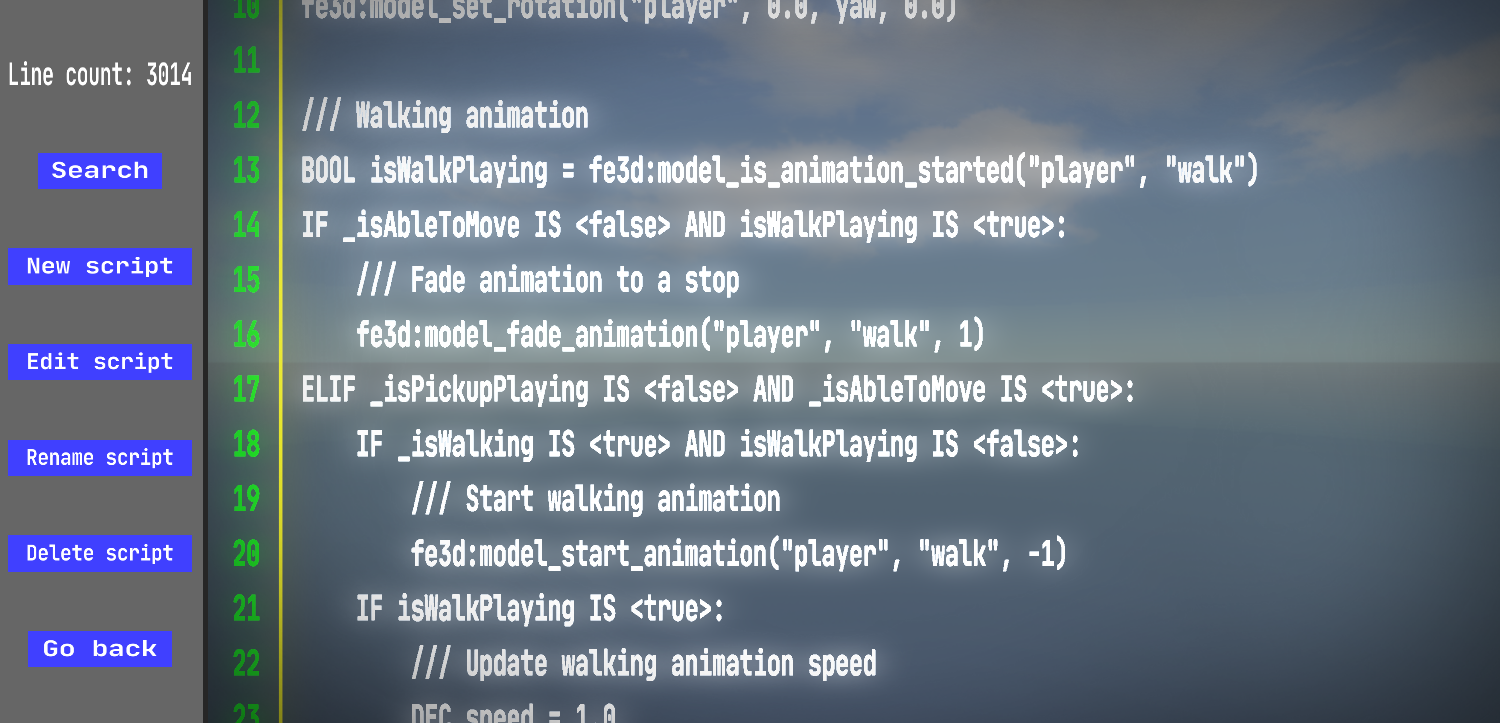 Line count: 3014
Search
New script
Edit script
Rename script
Delete script
Go back
10 fe3d:model_set_rotation("player", 0.0, yaw, 0.0)
11
12 /// Walking animation
13 BOOL isWalkPlaying = fe3d:model_is_animation_started("player", "walk")
14 IF _isAbleToMove IS <false> AND isWalkPlaying IS <true>:
15     /// Fade animation to a stop
16     fe3d:model_fade_animation("player", "walk", 1)
17 ELIF _isPickupPlaying IS <false> AND _isAbleToMove IS <true>:
18     IF _isWalking IS <true> AND isWalkPlaying IS <false>:
19         /// Start walking animation
20         fe3d:model_start_animation("player", "walk", -1)
21     IF isWalkPlaying IS <true>:
22         /// Update walking animation speed
23         DEC speed = 1.0